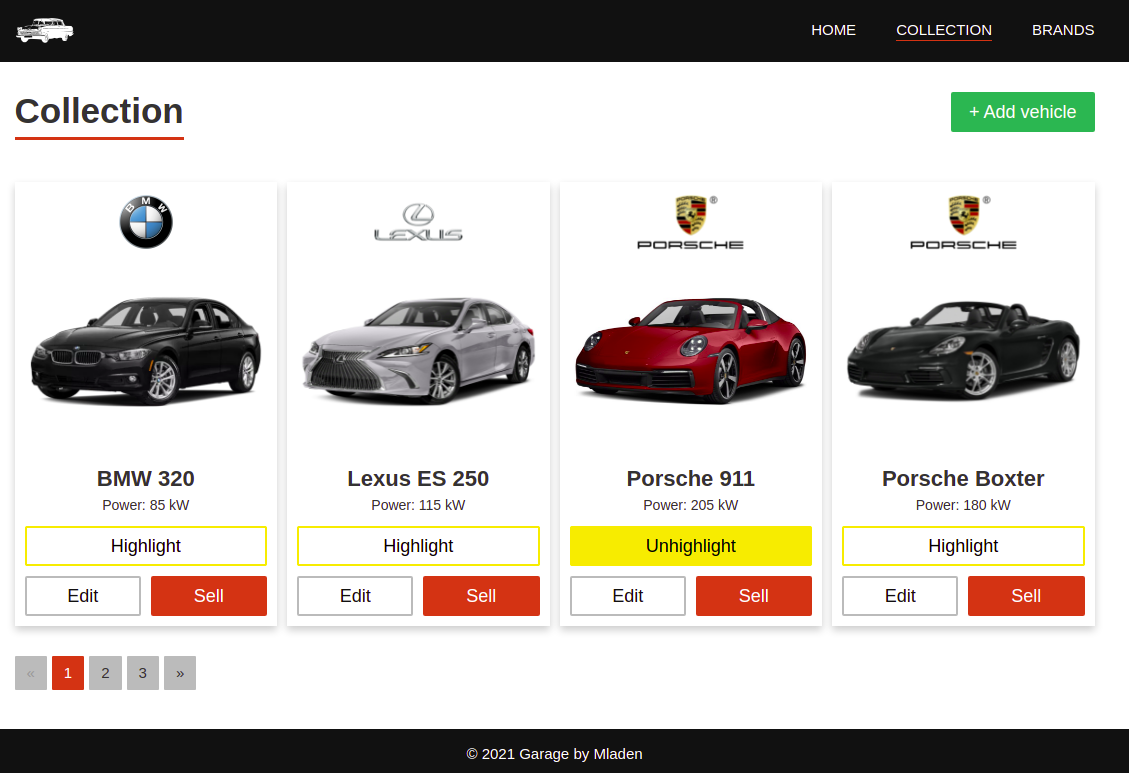 HOME COLLECTION BRANDS
Collection
+ Add vehicle
BMW
LEXUS
PORSCHE®
PORSCHE®
BMW 320
Power: 85 kW
Highlight
Edit Sell
Lexus ES 250
Power: 115 kW
Highlight
Edit Sell
Porsche 911
Power: 205 kW
Unhighlight
Edit Sell
Porsche Boxter
Power: 180 kW
Highlight
Edit Sell
« 1 2 3 »
© 2021 Garage by Mladen